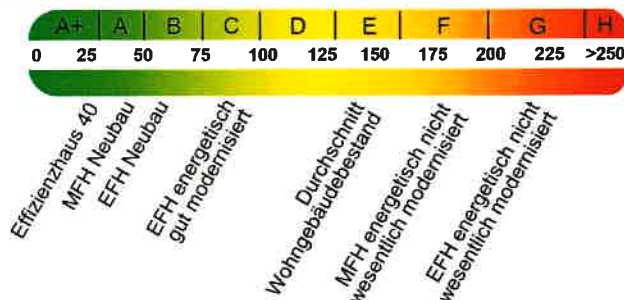 A+ A B C D E F G H
0 25 50 75 100 125 150 175 200 225 >250
Effizienzhaus 40
MFH Neubau
EFH Neubau
EFH energetisch
gut modernisiert
Durchschnitt
Wohngebäudebestand
MFH energetisch nicht
wesentlich modernisiert
EFH energetisch nicht
wesentlich modernisiert